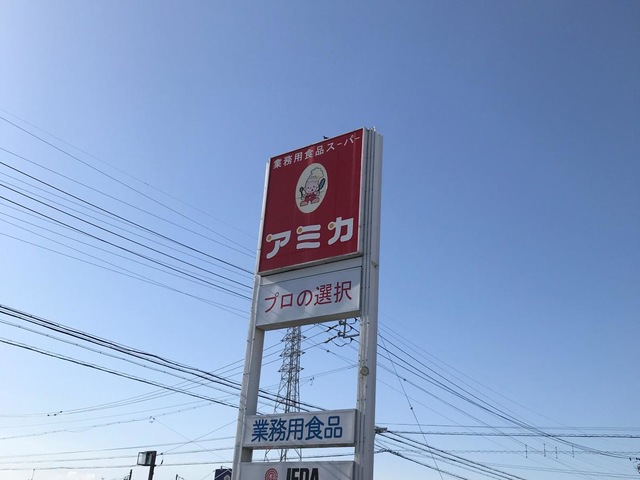 業務用食品スーパー
アミカ
プロの選択
業務用食品